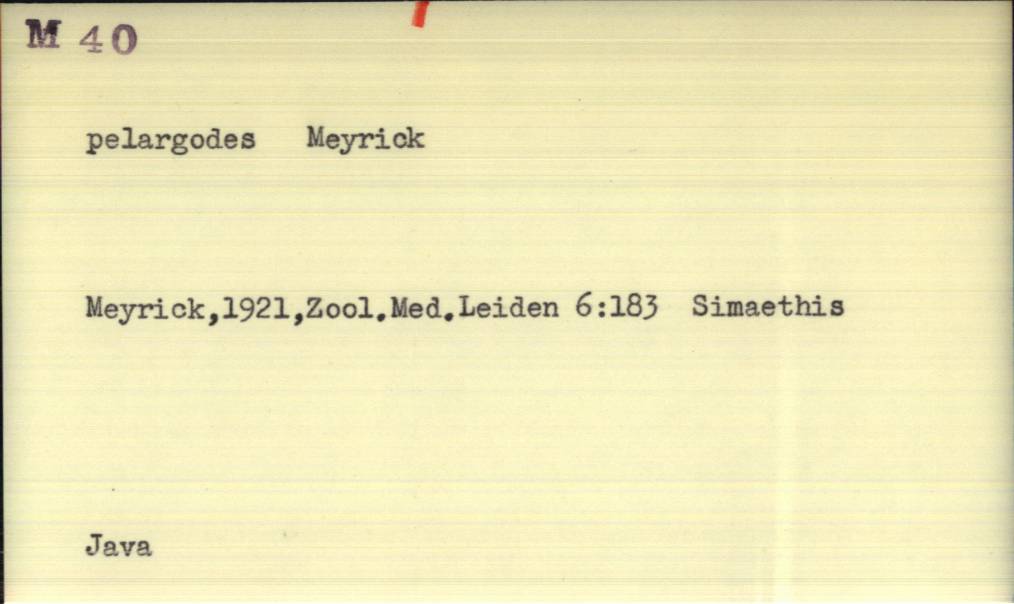 M 40
pelargodes Meyrick
Meyrick,1921,Zool.Med.Leiden 6:183 Simaethis
Java